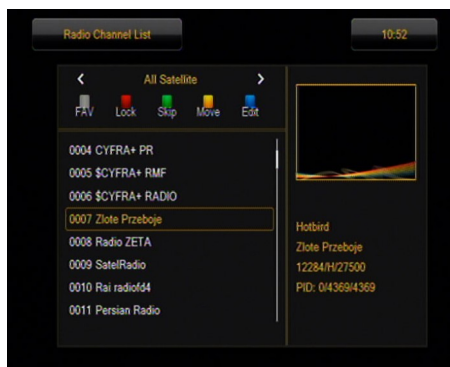 Radio Channel List
10:52
All Satellite
FAV Lock Skip Move Edit
0004 CYFRA+ PR
0005 $CYFRA+ RMF
0006 $CYFRA+ RADIO
0007 Zlote Przeboje
0008 Radio ZETA
0009 SatelRadio
0010 Rai radiofd4
0011 Persian Radio
Hotbird
Zlote Przeboje
12284/H/27500
PID: 0/4369/4369